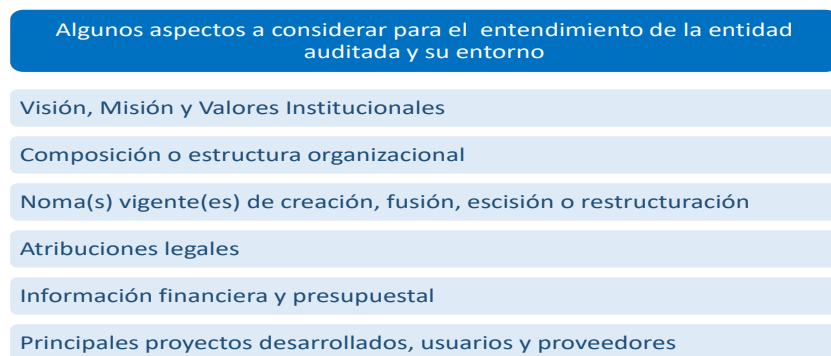 Algunos aspectos a considerar para el entendimiento de la entidad
auditada y su entorno
Visión, Misión y Valores Institucionales
Composición o estructura organizacional
Noma(s) vigente(es) de creación, fusión, escisión o restructuración
Atribuciones legales
Información financiera y presupuestal
Principales proyectos desarrollados, usuarios y proveedores